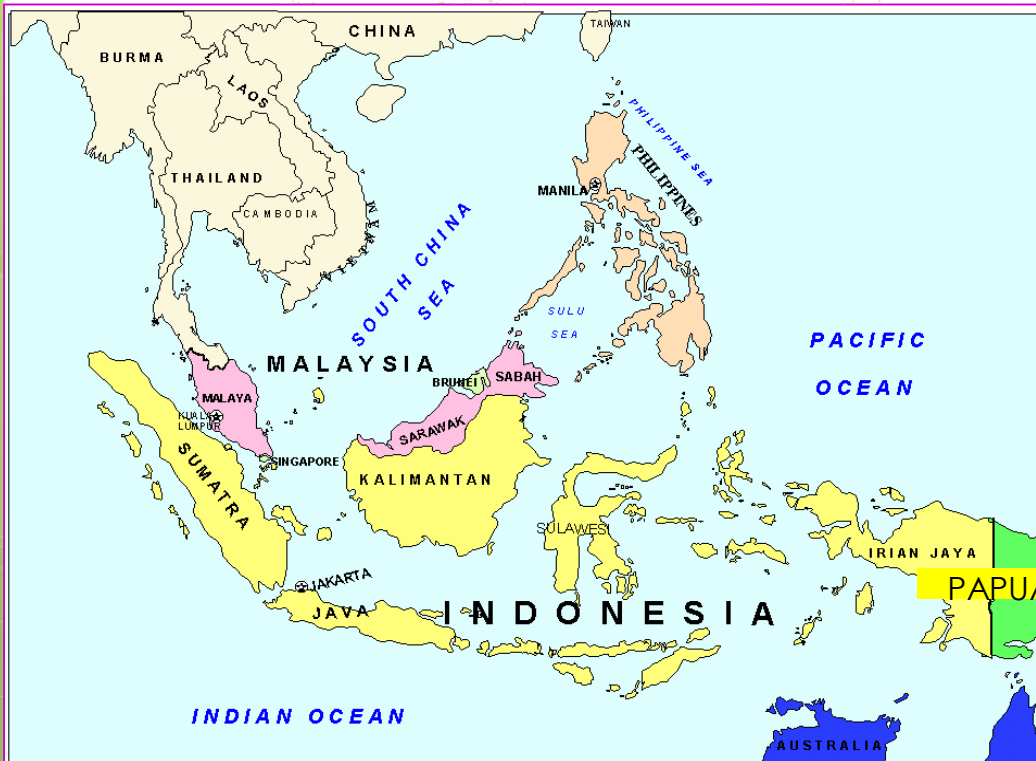 TAIWAN
CHINA
BURMA
LAOS
PHILIPPINE SEA
PHILIPPINES
THAILAND
MANILA
CAMBODIA
VIETNAM
SOUTH CHINA
SEA
SULU
SEA
PACIFIC
OCEAN
MALAYSIA
BRUNEI
SABAH
MALAYA
KUALA
LUMPUR
SARAWAK
SINGAPORE
KALIMANTAN
SUMATRA
SULAWESI
IRIAN JAYA
JAKARTA
PAPUA
JAVA
INDONESIA
INDIAN OCEAN
AUSTRALIA